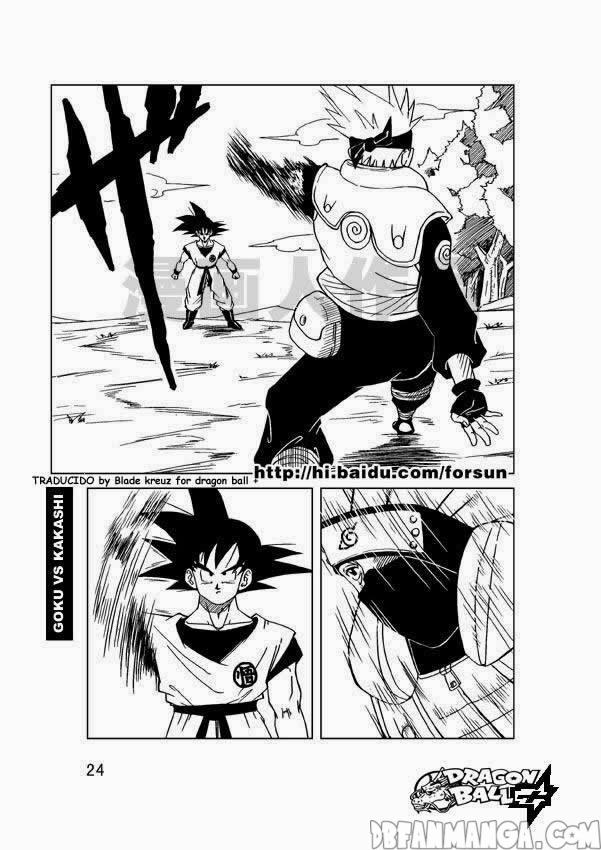 漫画人作
TRADUCIDO by Blade kreuz for dragon ball +
http://hi.baidu.com/forsun
GOKU VS KAKASHI
悟
24
DRAGON
BALL
DBFANMANGA.COM